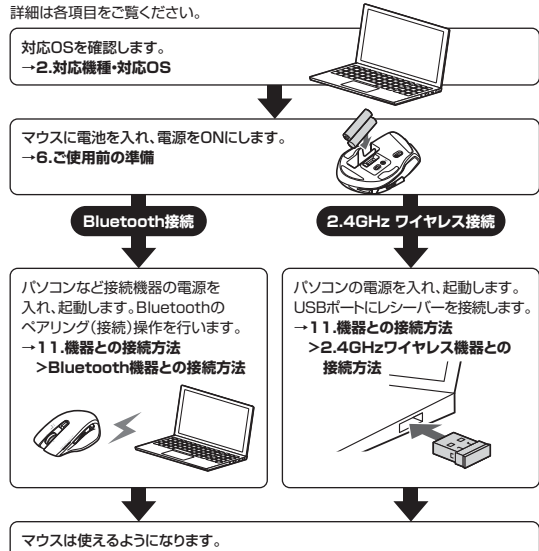 詳細は各項目をご覧ください。
対応OSを確認します。
→2.対応機種・対応OS
マウスに電池を入れ、電源をONにします。
→6.ご使用前の準備
Bluetooth接続
パソコンなど接続機器の電源を
入れ、起動します。Bluetoothの
ペアリング（接続）操作を行います。
→11.機器との接続方法
>Bluetooth機器との接続方法
2.4GHz ワイヤレス接続
パソコンの電源を入れ、起動します。
USBポートにレシーバーを接続します。
→11.機器との接続方法
>2.4GHzワイヤレス機器との
接続方法
マウスは使えるようになります。